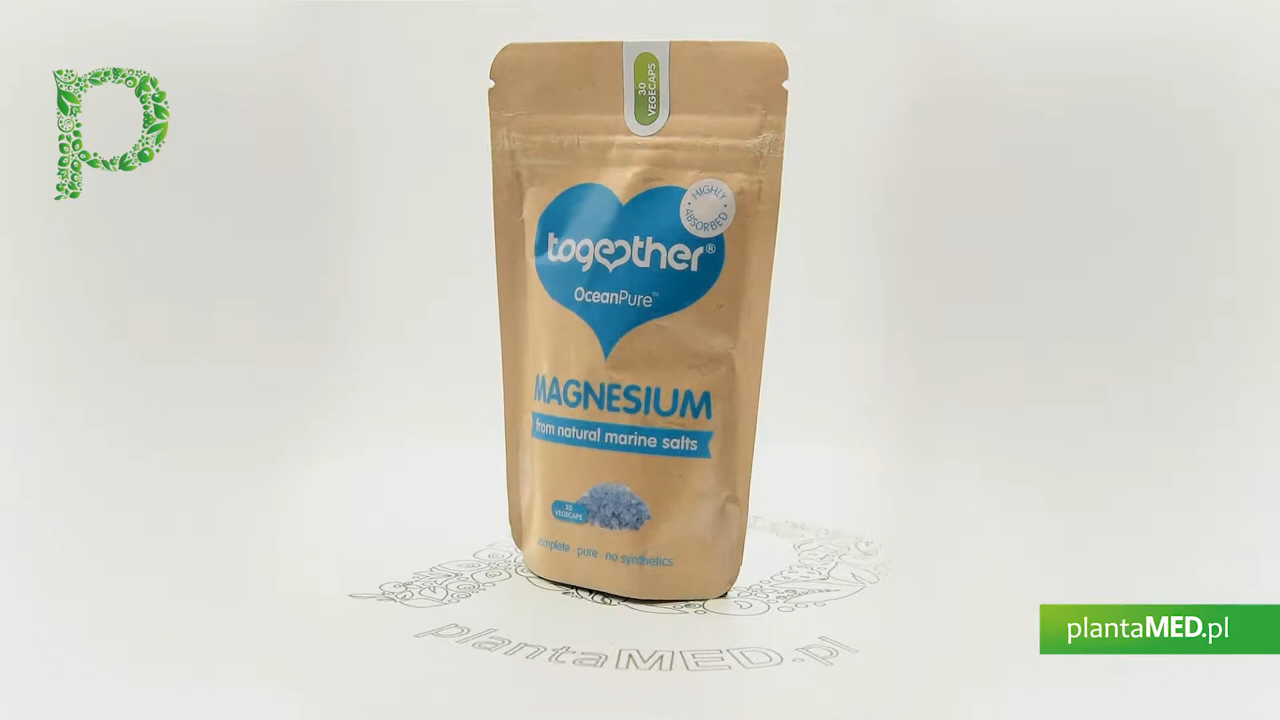 30
VEGECAPS
HIGHLY
ABSORBED
together®
OceanPure™
MAGNESIUM
from natural marine salts
30
VEGECAPS
complete pure no synthetics
plantaMED.pl
plantaMED.pl